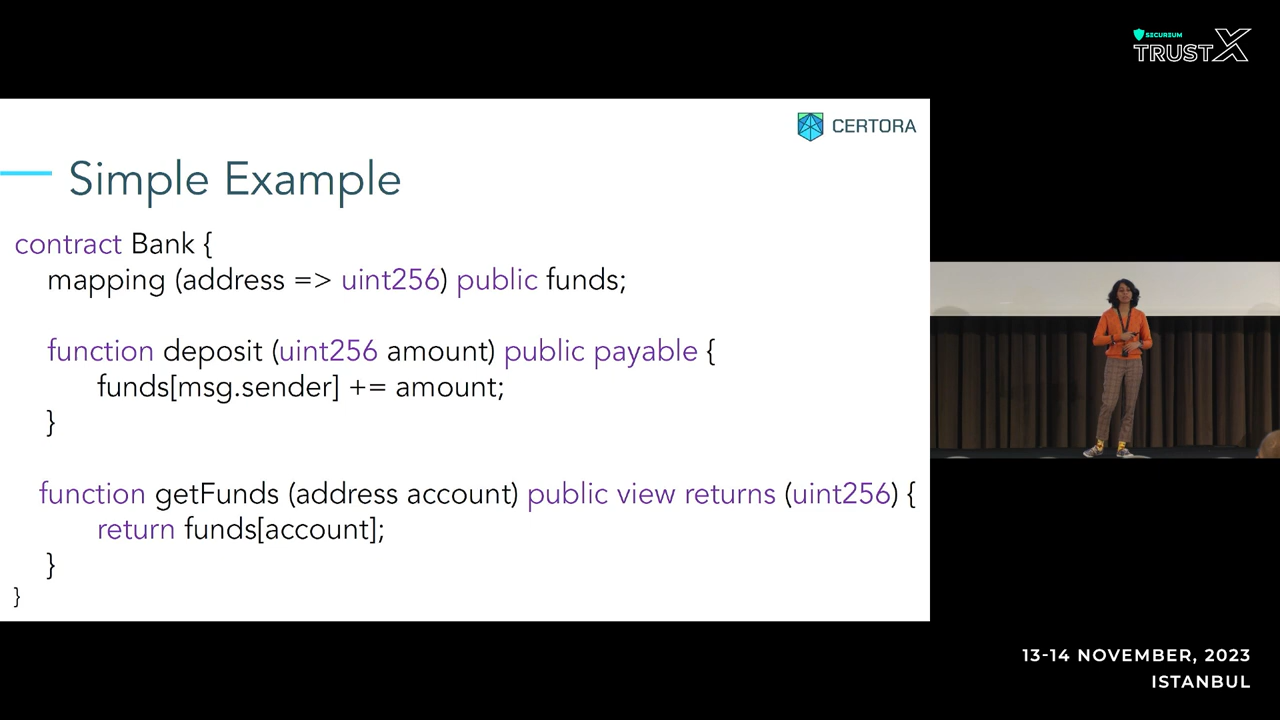 SECUREUM
TRUSTX
CERTORA
Simple Example
contract Bank {
mapping (address => uint256) public funds;
function deposit (uint256 amount) public payable {
funds[msg.sender] += amount;
}
function getFunds (address account) public view returns (uint256) {
return funds[account];
}
}
13-14 NOVEMBER, 2023
ISTANBUL